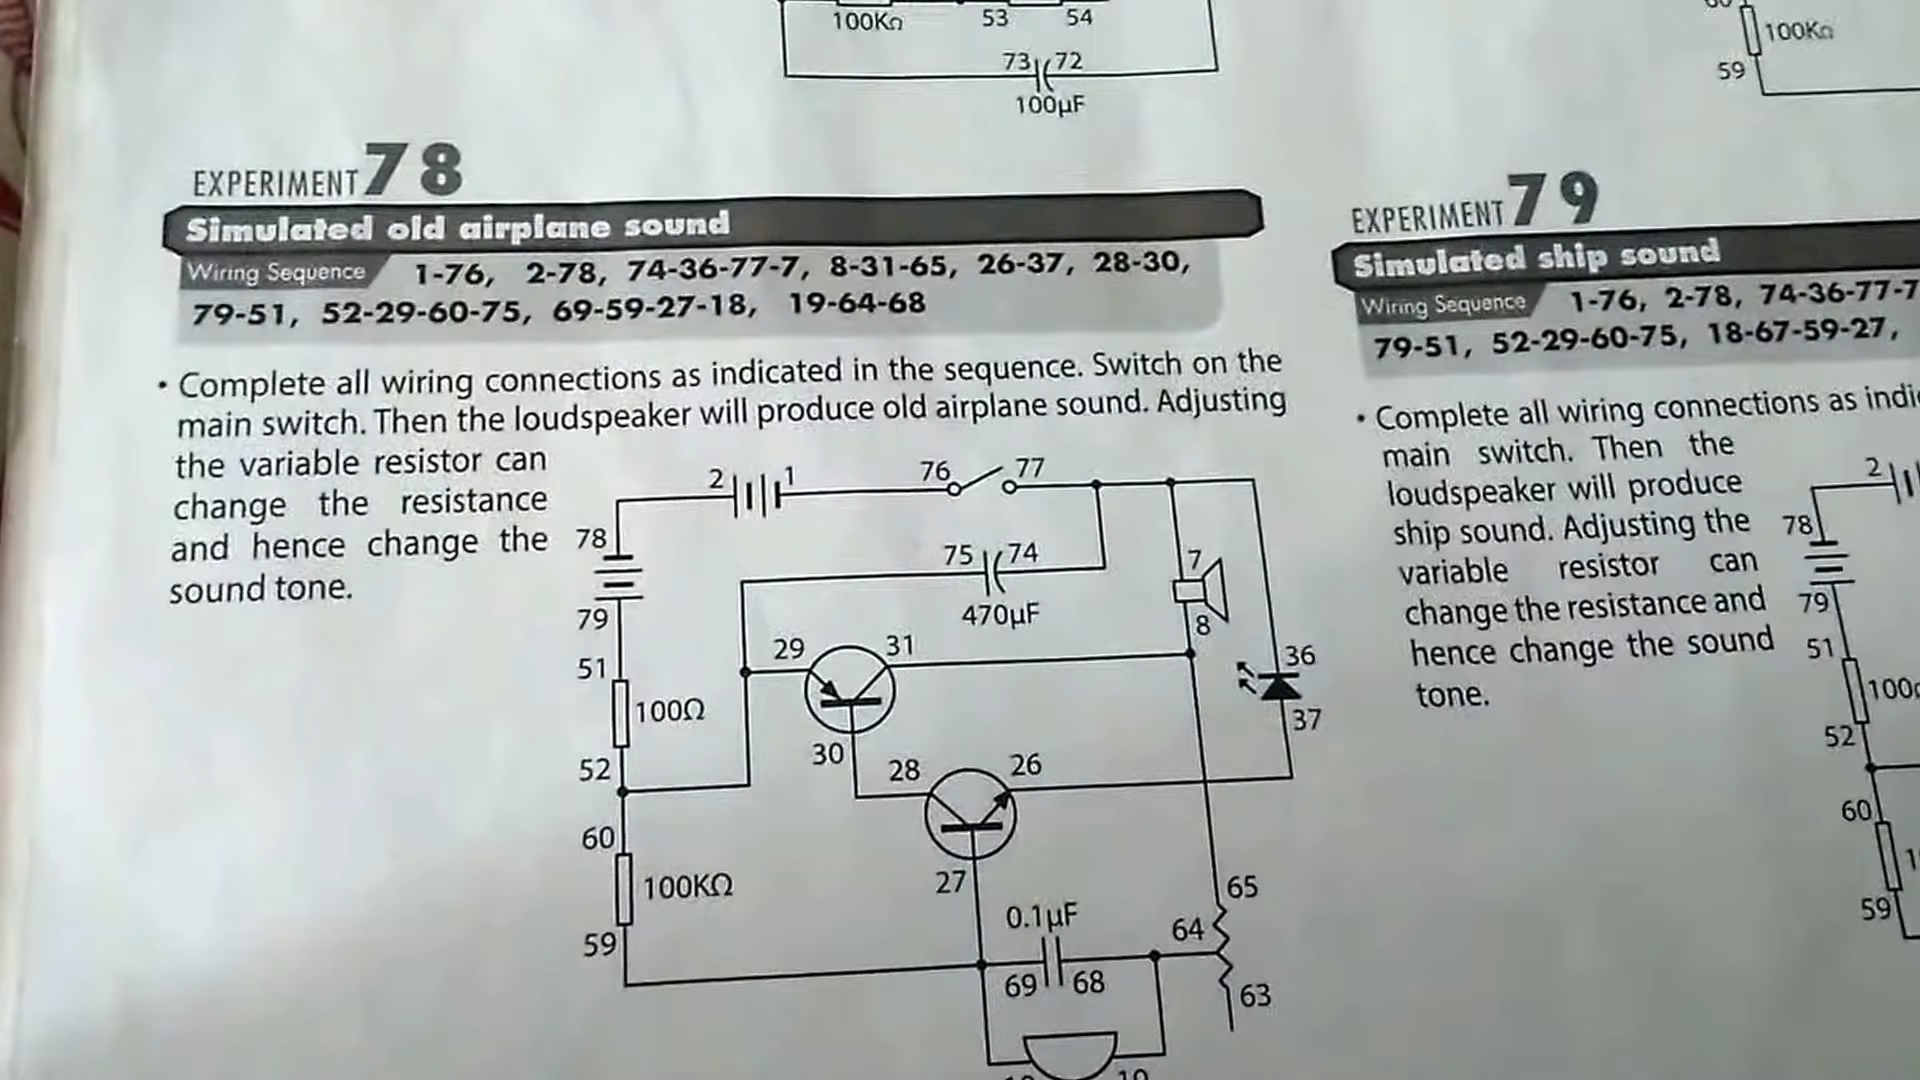 100KΩ 53 54
73 72
100µF
100KΩ
59
EXPERIMENT 78
Simulated old airplane sound
Wiring Sequence 1-76, 2-78, 74-36-77-7, 8-31-65, 26-37, 28-30,
79-51, 52-29-60-75, 69-59-27-18, 19-64-68
• Complete all wiring connections as indicated in the sequence. Switch on the
main switch. Then the loudspeaker will produce old airplane sound. Adjusting
the variable resistor can
change the resistance
and hence change the
sound tone.
2 1 76 77
78
75 74
470µF
7
8
79
29 31
51
100Ω
36
37
30
52
28 26
60
100KΩ
27
65
0.1µF
64
59
69 68
63
19
EXPERIMENT 79
Simulated ship sound
Wiring Sequence 1-76, 2-78, 74-36-77-7
79-51, 52-29-60-75, 18-67-59-27,
• Complete all wiring connections as
main switch. Then the
loudspeaker will produce
ship sound. Adjusting the
variable resistor can
change the resistance and
hence change the sound
tone.
2
78
79
51
100
52
60
59